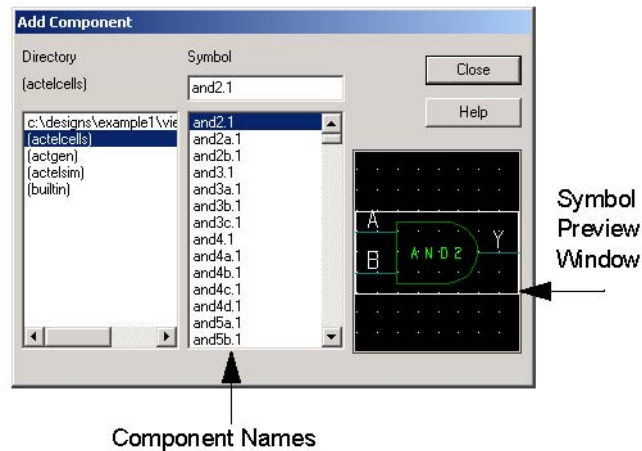 Add Component
Directory
(actelcells)
c:\designs\example1\vie
(actelcells)
(actgen)
(actelsim)
(builtin)
Symbol
and2.1
and2.1
and2a.1
and2b.1
and3.1
and3a.1
and3b.1
and3c.1
and4.1
and4a.1
and4b.1
and4c.1
and4d.1
and5a.1
and5b.1
Close
Help
A
B
AND2
Y
Symbol
Preview
Window
Component Names